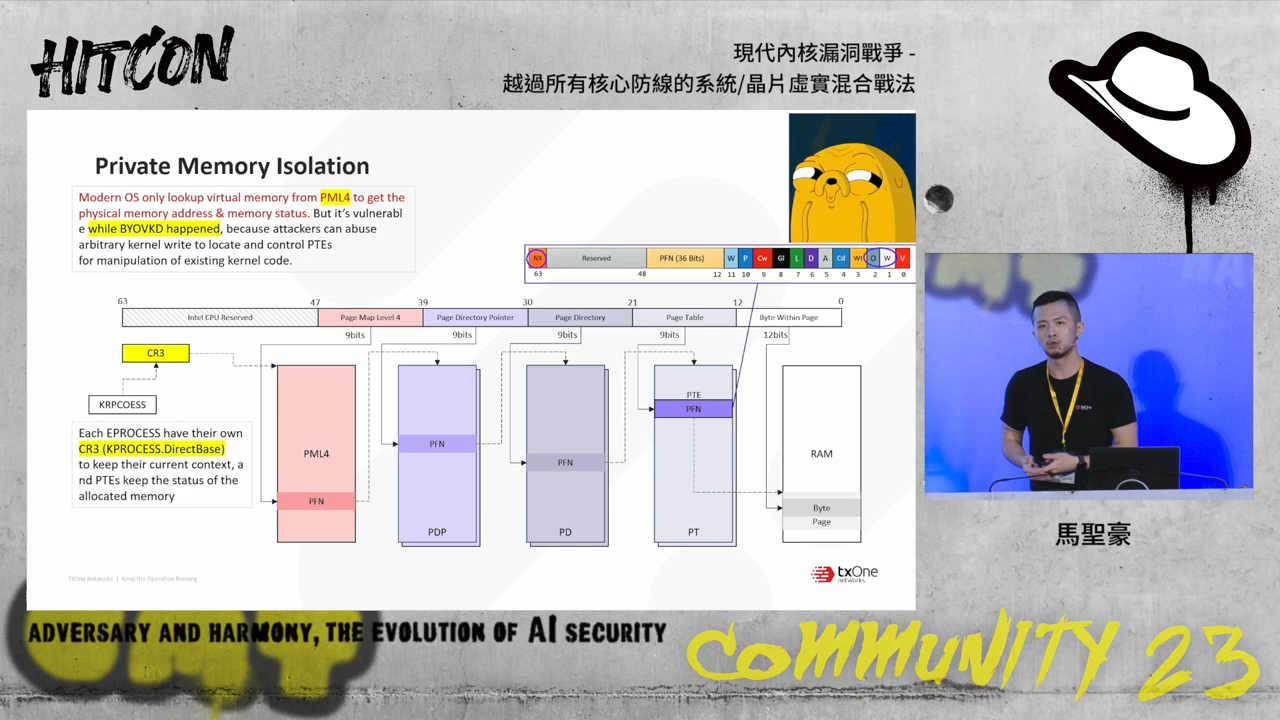 HITCON
現代內核漏洞戰爭 -
越過所有核心防線的系統/晶片虛實混合戰法
Private Memory Isolation
Modern OS only lookup virtual memory from PML4 to get the
physical memory address & memory status. But it's vulnerabl
e while BYOVKD happened, because attackers can abuse
arbitrary kernel write to locate and control PTEs
for manipulation of existing kernel code.
NX Reserved PFN (36 Bits) W P Cw Gl L D A Cd Wt O W V
63 48 12 11 10 9 8 7 6 5 4 3 2 1 0
63 47 39 30 21 12 0
Intel CPU Reserved Page Map Level 4 Page Directory Pointer Page Directory Page Table Byte Within Page
9bits 9bits 9bits 9bits 12bits
CR3
KRPCOESS
Each EPROCESS have their own
CR3 (KPROCESS.DirectBase)
to keep their current context, a
nd PTEs keep the status of the
allocated memory
PML4
PFN
PFN
PDP
PFN
PD
PTE
PFN
PT
RAM
Byte
Page
TXOne Networks | Keep the Operation Running
txOne
networks
馬聖豪
ADVERSARY AND HARMONY, THE EVOLUTION OF AI SECURITY
COMMUNITY 23